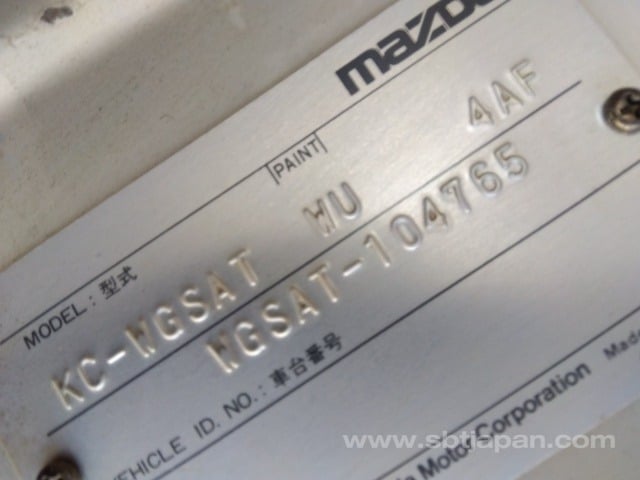 mazda
PAINT
MODEL: 型式
KC-WGSAT WU 4AF
WGSAT-104765
VEHICLE ID. NO.: 車台番号
Motor Corporation Made
www.sbtjapan.com